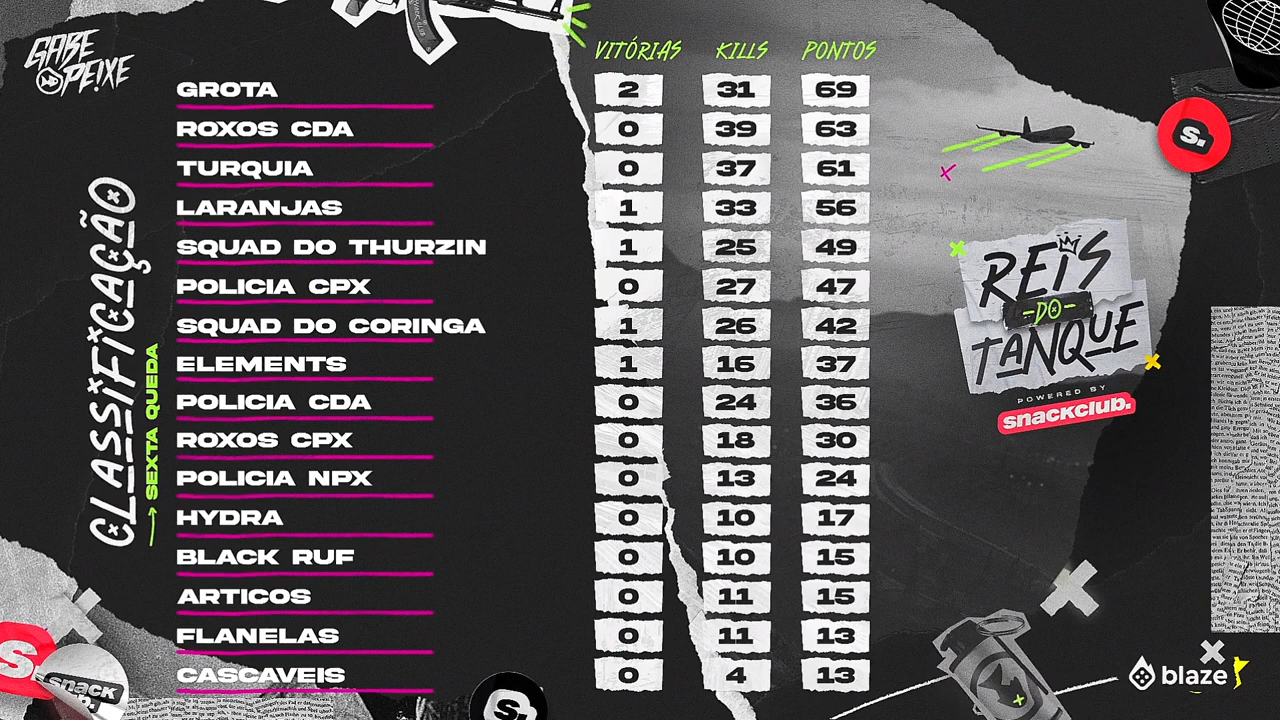 GABE
PEIXE
VITÓRIAS KILLS PONTOS
GROTA 2 31 69
ROXOS CDA 0 39 63
TURQUIA 0 37 61
LARANJAS 1 33 56
SQUAD DO THURZIN 1 25 49
POLICIA CPX 0 27 47
SQUAD DO CORINGA 1 26 42
ELEMENTS 1 16 37
POLICIA CDA 0 24 36
ROXOS CPX 0 18 30
POLICIA NPX 0 13 24
HYDRA 0 10 17
BLACK RUF 0 10 15
ARTICOS 0 11 15
FLANELAS 0 11 13
CASCAVEIS 0 4 13
CLASSIFICAÇÃO
SEXTA QUEDA
S.
REIS
-DO-
TANQUE
POWERED BY
snackclub.
blaze
S.
snack
S.